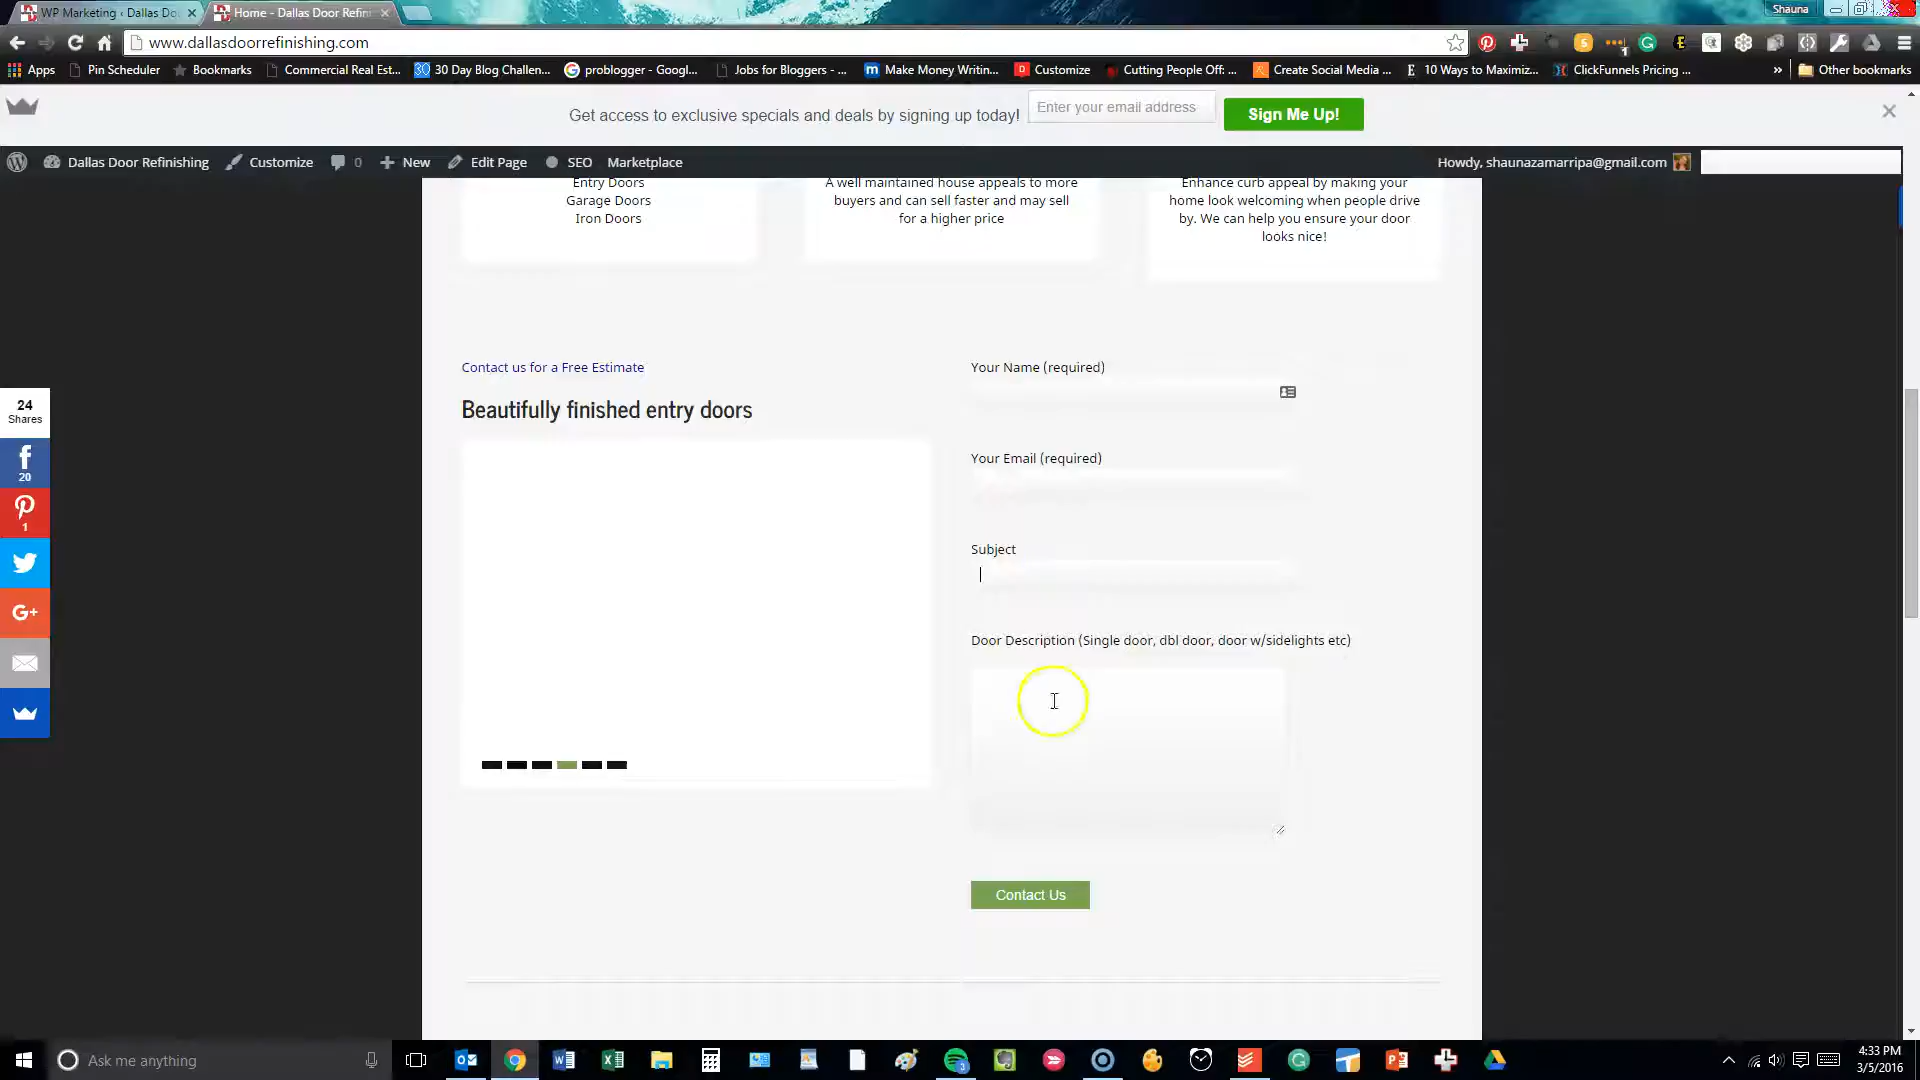 WP Marketing ‹ Dallas Do
Home - Dallas Door Refini
Shauna
www.dallasdoorrefinishing.com
Apps
Pin Scheduler
Bookmarks
Commercial Real Est...
30 Day Blog Challen...
problogger - Googl...
Jobs for Bloggers - ...
Make Money Writin...
Customize
Cutting People Off: ...
Create Social Media ...
10 Ways to Maximiz...
ClickFunnels Pricing ...
»
Other bookmarks
Get access to exclusive specials and deals by signing up today!
Enter your email address
Sign Me Up!
Dallas Door Refinishing
Customize
0
New
Edit Page
SEO
Marketplace
Howdy, shaunazamarripa@gmail.com
Entry Doors
Garage Doors
Iron Doors
A well maintained house appeals to more
buyers and can sell faster and may sell
for a higher price
Enhance curb appeal by making your
home look welcoming when people drive
by. We can help you ensure your door
looks nice!
24
Shares
20
1
G+
Contact us for a Free Estimate
Beautifully finished entry doors
Your Name (required)
Your Email (required)
Subject
Door Description (Single door, dbl door, door w/sidelights etc)
Contact Us
Ask me anything
4:33 PM
3/5/2016